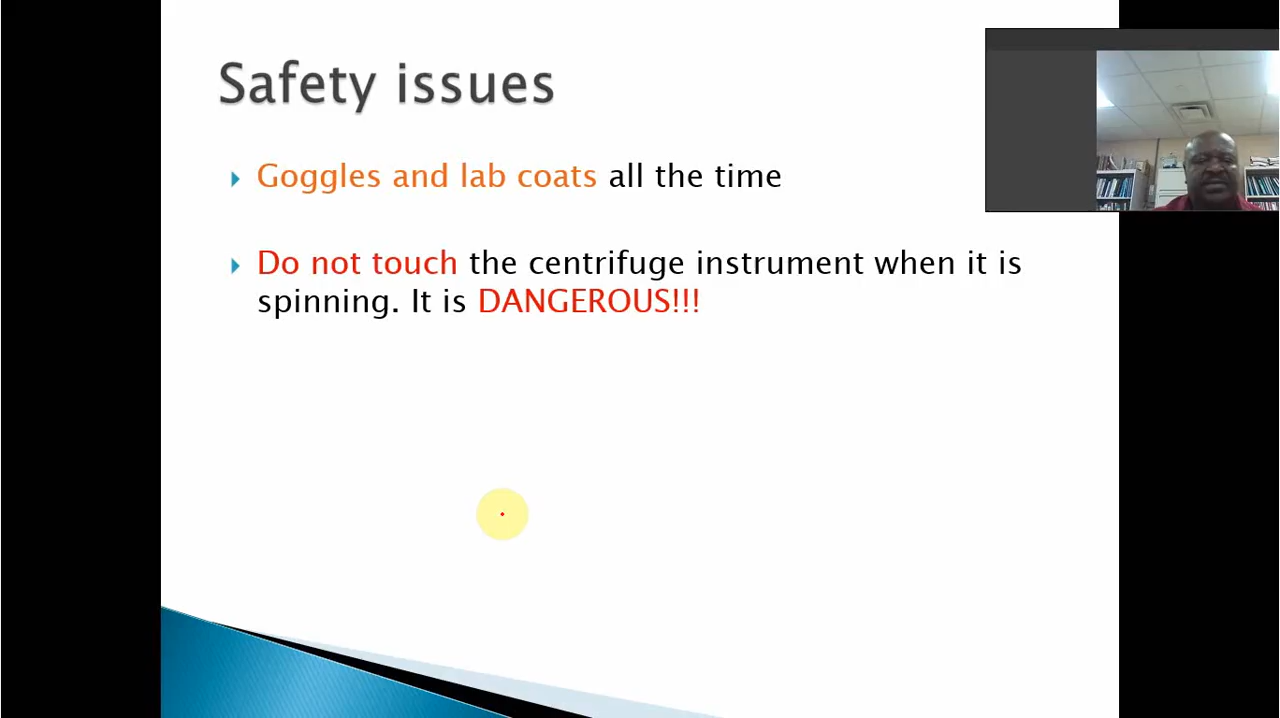 Safety issues
Goggles and lab coats all the time
Do not touch the centrifuge instrument when it is
spinning. It is DANGEROUS!!!